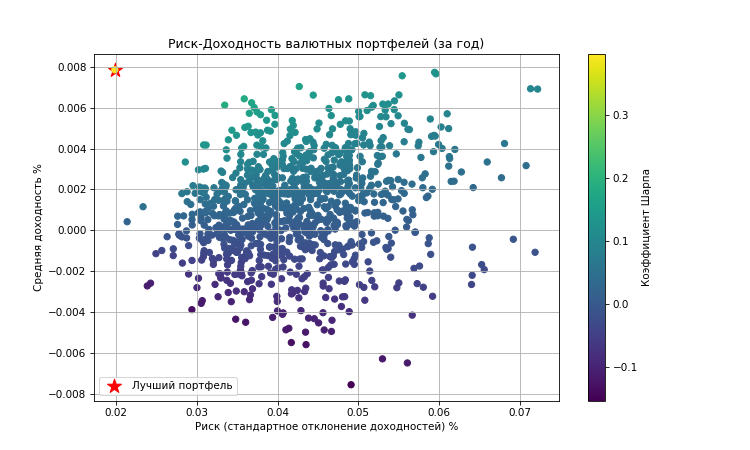 Риск-Доходность валютных портфелей (за год)
0.008
0.006
0.004
0.002
0.000
−0.002
−0.004
−0.006
−0.008
Средняя доходность %
Лучший портфель
0.02 0.03 0.04 0.05 0.06 0.07
Риск (стандартное отклонение доходностей) %
0.3
0.2
0.1
0.0
−0.1
Коэффициент Шарпа